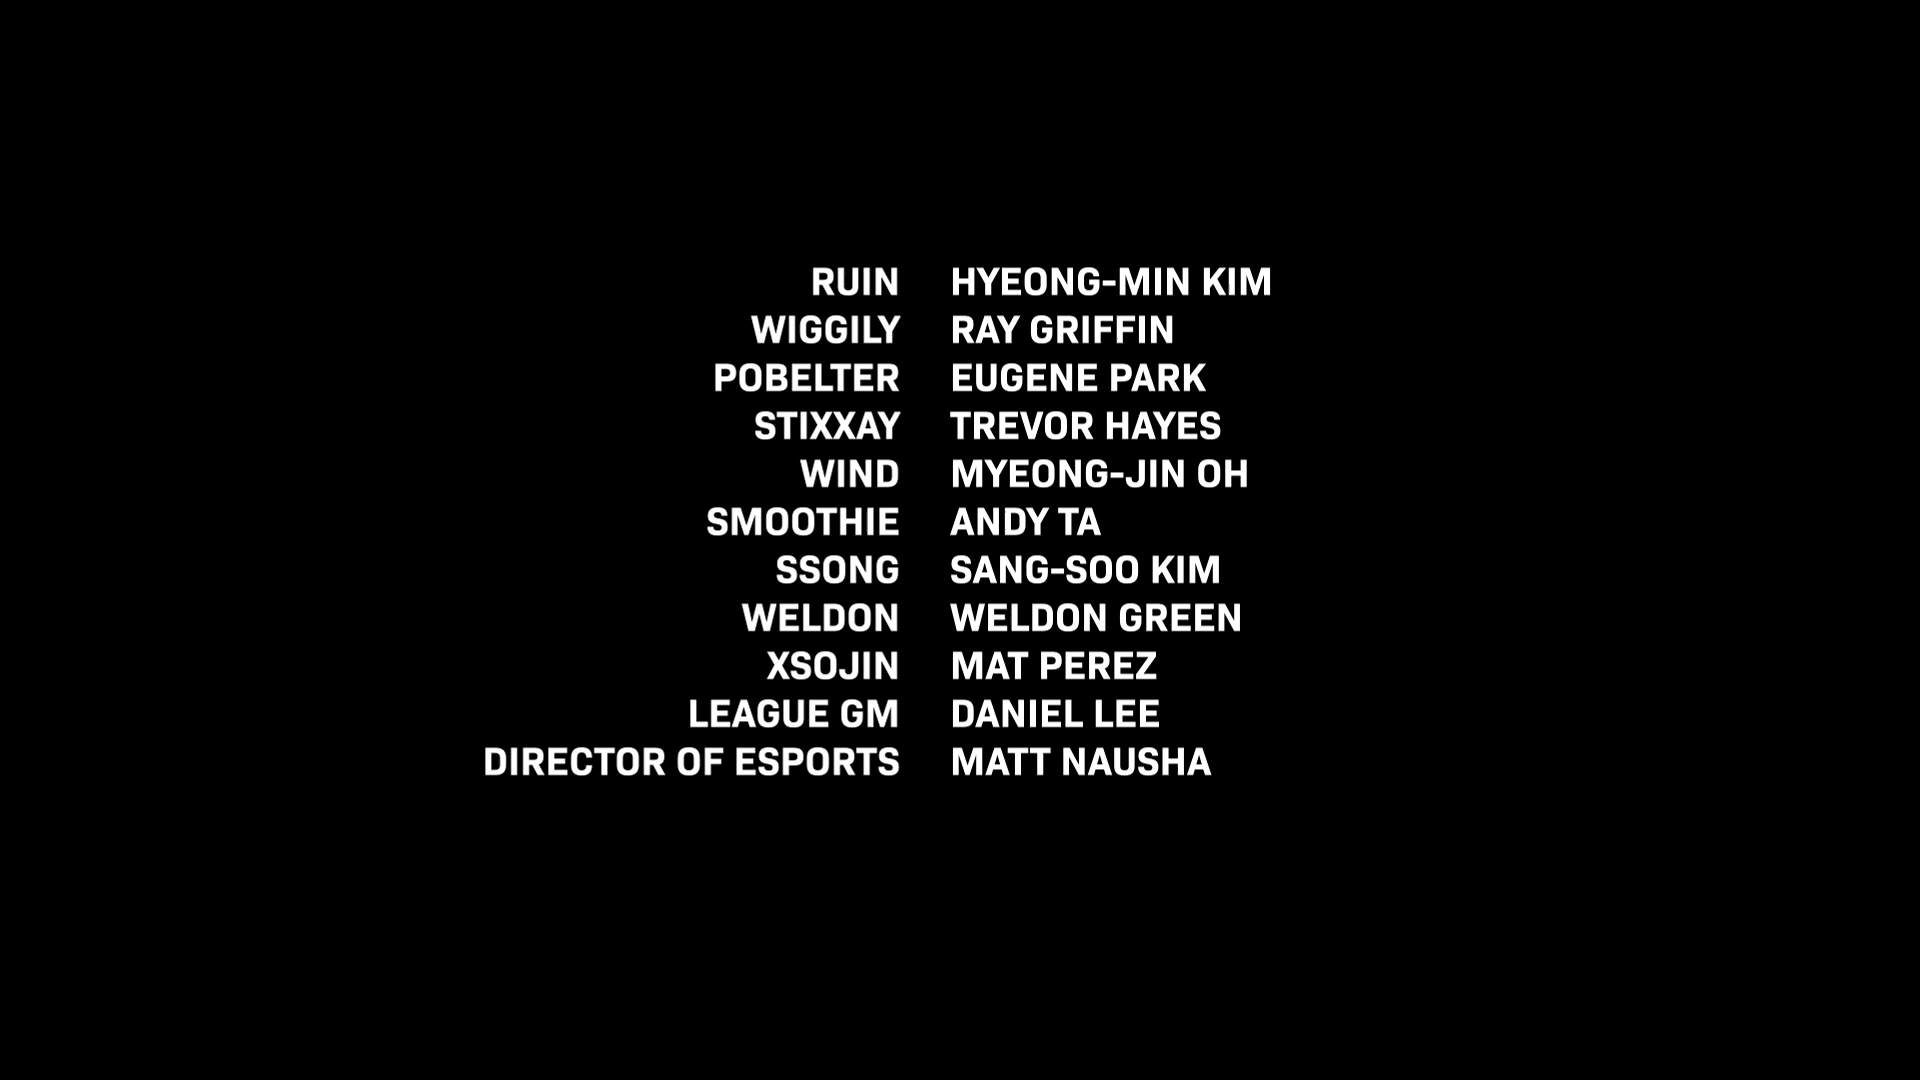 RUIN HYEONG-MIN KIM
WIGGILY RAY GRIFFIN
POBELTER EUGENE PARK
STIXXAY TREVOR HAYES
WIND MYEONG-JIN OH
SMOOTHIE ANDY TA
SSONG SANG-SOO KIM
WELDON WELDON GREEN
XSOJIN MAT PEREZ
LEAGUE GM DANIEL LEE
DIRECTOR OF ESPORTS MATT NAUSHA